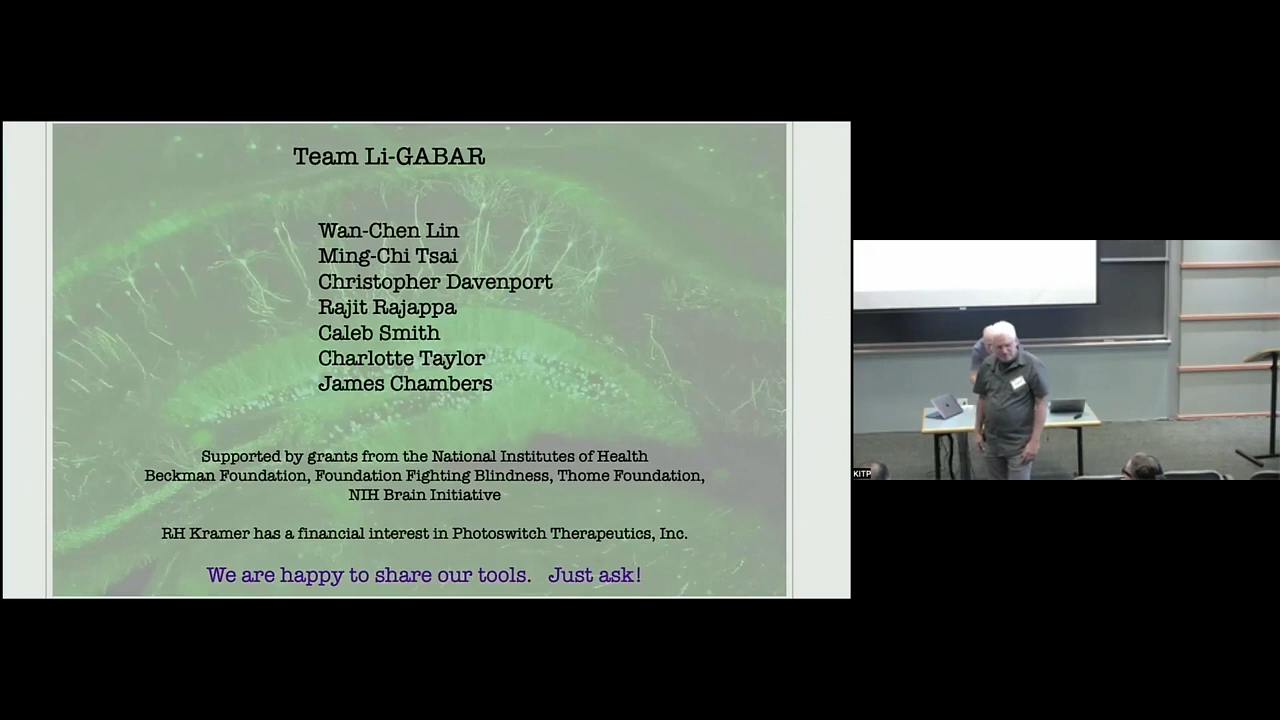 Team Li-GABAR
Wan-Chen Lin
Ming-Chi Tsai
Christopher Davenport
Rajit Rajappa
Caleb Smith
Charlotte Taylor
James Chambers
Supported by grants from the National Institutes of Health
Beckman Foundation, Foundation Fighting Blindness, Thome Foundation,
NIH Brain Initiative
RH Kramer has a financial interest in Photoswitch Therapeutics, Inc.
We are happy to share our tools. Just ask!
KITP